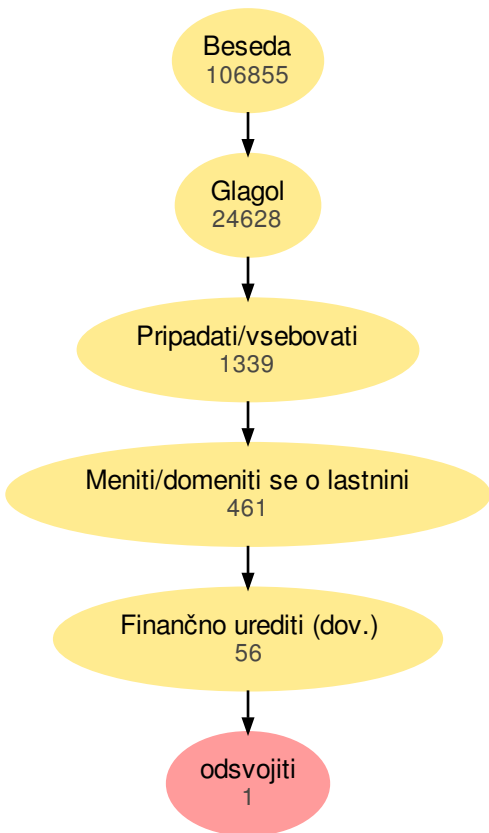 Beseda
106855
Glagol
24628
Pripadati/vsebovati
1339
Meniti/domeniti se o lastnini
461
Finančno urediti (dov.)
56
odsvojiti
1